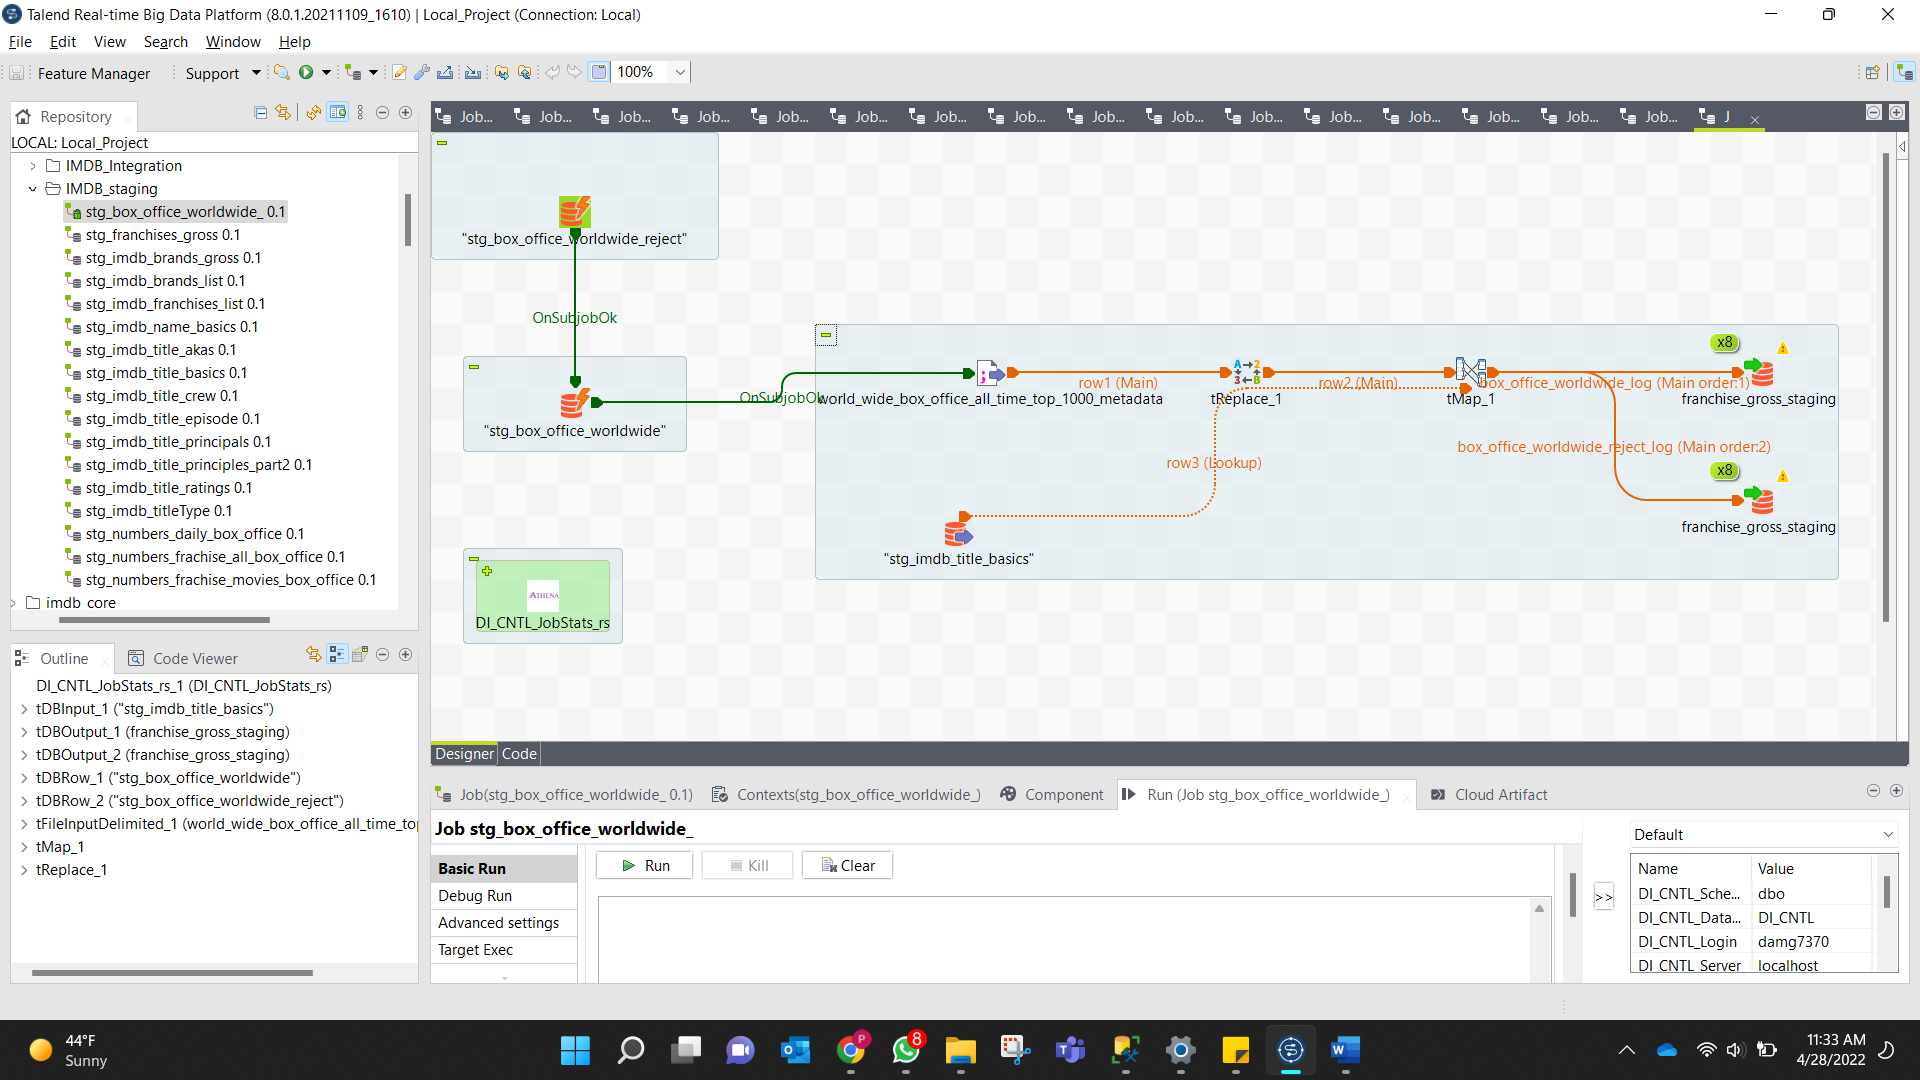 Talend Real-time Big Data Platform (8.0.1.20211109_1610) | Local_Project (Connection: Local)
File Edit View Search Window Help
Feature Manager Support 100%
Repository
LOCAL: Local_Project
IMDB_Integration
IMDB_staging
stg_box_office_worldwide_ 0.1
stg_franchises_gross 0.1
stg_imdb_brands_gross 0.1
stg_imdb_brands_list 0.1
stg_imdb_franchises_list 0.1
stg_imdb_name_basics 0.1
stg_imdb_title_akas 0.1
stg_imdb_title_basics 0.1
stg_imdb_title_crew 0.1
stg_imdb_title_episode 0.1
stg_imdb_title_principals 0.1
stg_imdb_title_principles_part2 0.1
stg_imdb_title_ratings 0.1
stg_imdb_titleType 0.1
stg_numbers_daily_box_office 0.1
stg_numbers_frachise_all_box_office 0.1
stg_numbers_frachise_movies_box_office 0.1
imdb core
Outline Code Viewer
DI_CNTL_JobStats_rs_1 (DI_CNTL_JobStats_rs)
tDBInput_1 ("stg_imdb_title_basics")
tDBOutput_1 (franchise_gross_staging)
tDBOutput_2 (franchise_gross_staging)
tDBRow_1 ("stg_box_office_worldwide")
tDBRow_2 ("stg_box_office_worldwide_reject")
tFileInputDelimited_1 (world_wide_box_office_all_time_to
tMap_1
tReplace_1
Job... Job... Job... Job... Job... Job... Job... Job... Job... Job... Job... Job... Job... Job... Job... Job... J
"stg_box_office_worldwide_reject"
OnSubjobOk
"stg_box_office_worldwide"
OnSubjobOk
world_wide_box_office_all_time_top_1000_metadata
row1 (Main)
tReplace_1
row2 (Main)
tMap_1
box_office_worldwide_log (Main order:1)
x8
franchise_gross_staging
box_office_worldwide_reject_log (Main order:2)
x8
franchise_gross_staging
row3 (Lookup)
"stg_imdb_title_basics"
ATHENA
DI_CNTL_JobStats_rs
Designer Code
Job(stg_box_office_worldwide_ 0.1) Contexts(stg_box_office_worldwide_) Component Run (Job stg_box_office_worldwide_) Cloud Artifact
Job stg_box_office_worldwide_
Basic Run
Debug Run
Advanced settings
Target Exec
Run Kill Clear
>>
Default
Name Value
DI_CNTL_Sche... dbo
DI_CNTL_Data... DI_CNTL
DI_CNTL_Login damg7370
DI_CNTL_Server localhost
44°F
Sunny
P
8
11:33 AM
4/28/2022